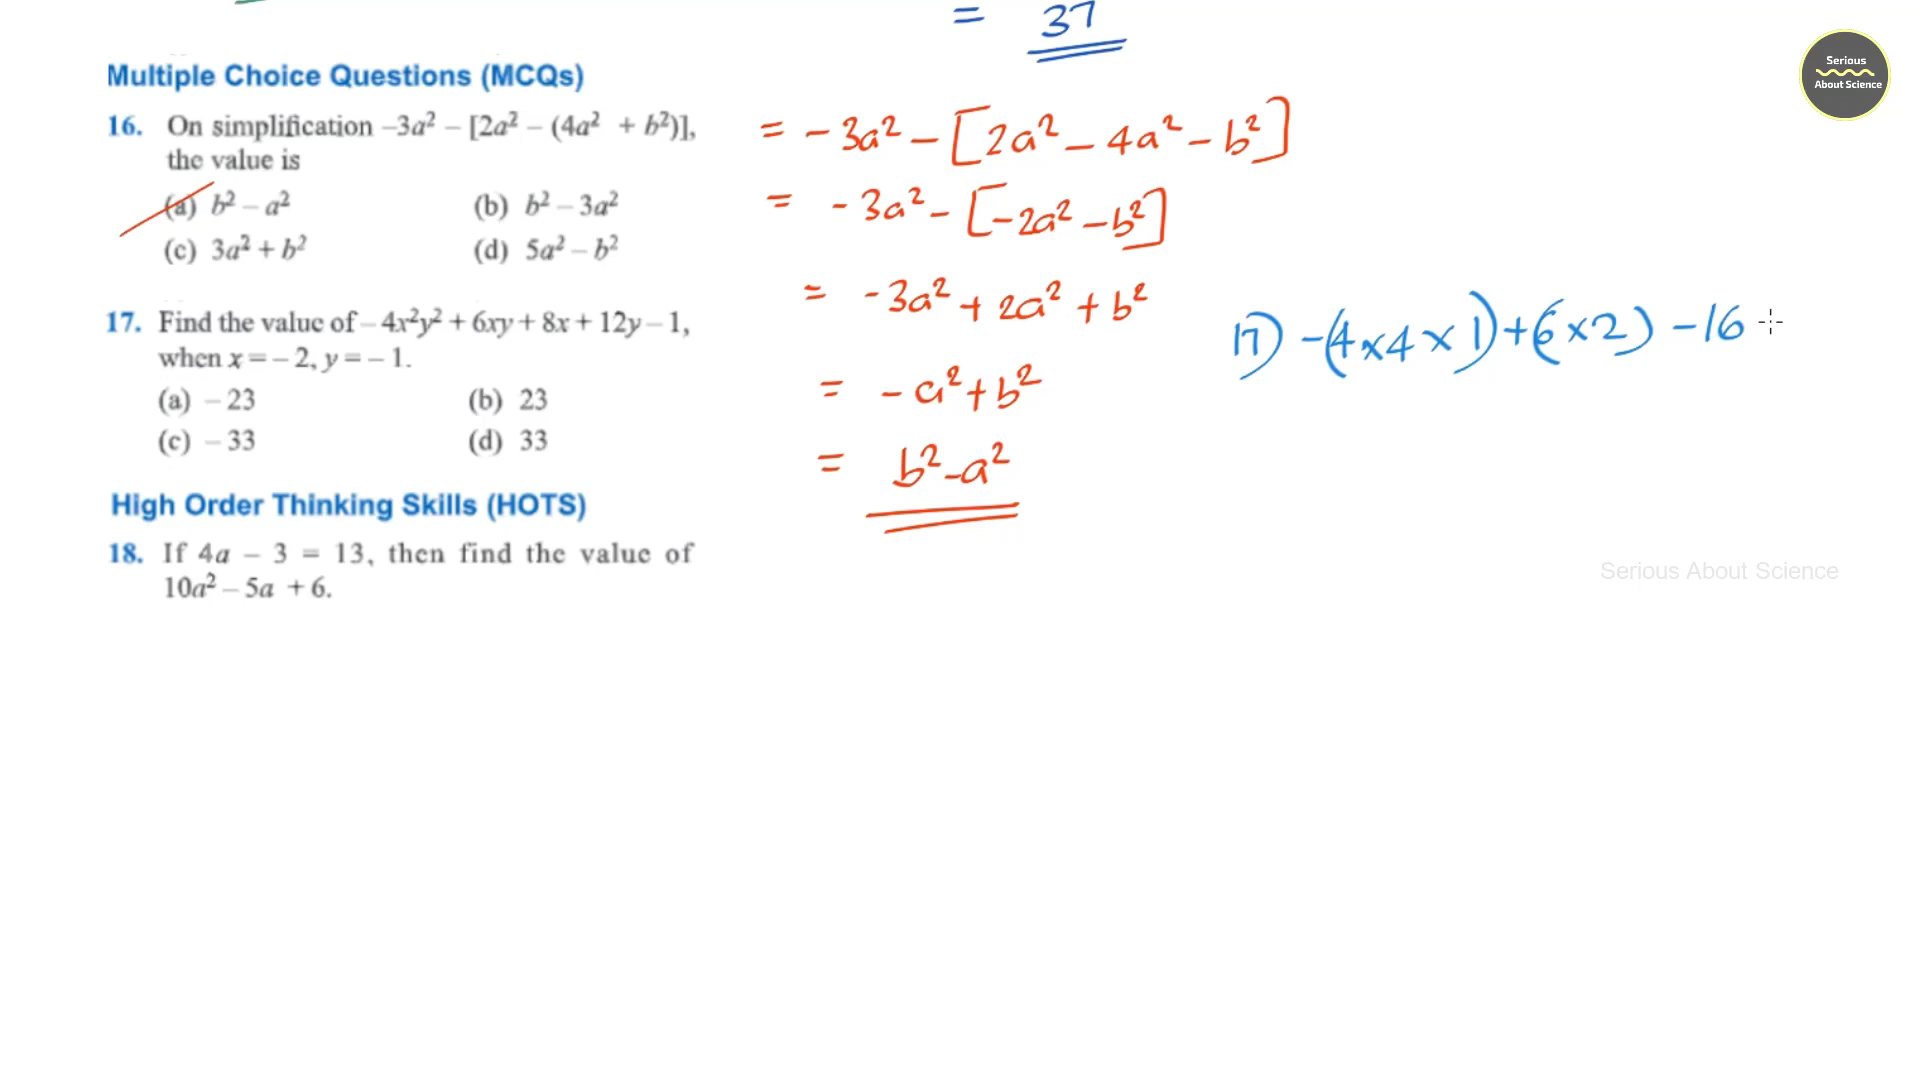 = 37
Serious
About Science
Multiple Choice Questions (MCQs)
16. On simplification –3a² – [2a² – (4a² + b²)],
the value is
(a) b² – a² (b) b² – 3a²
(c) 3a² + b² (d) 5a² – b²
= -3a² - [2a² - 4a² - b²]
= -3a² - [-2a² - b²]
= -3a² + 2a² + b²
= -a² + b²
= b² - a²
17. Find the value of – 4x²y² + 6xy + 8x + 12y – 1,
when x = – 2, y = – 1.
(a) – 23 (b) 23
(c) – 33 (d) 33
17) -(4×4×1)+(6×2) -16
High Order Thinking Skills (HOTS)
18. If 4a – 3 = 13, then find the value of
10a² – 5a + 6.
Serious About Science